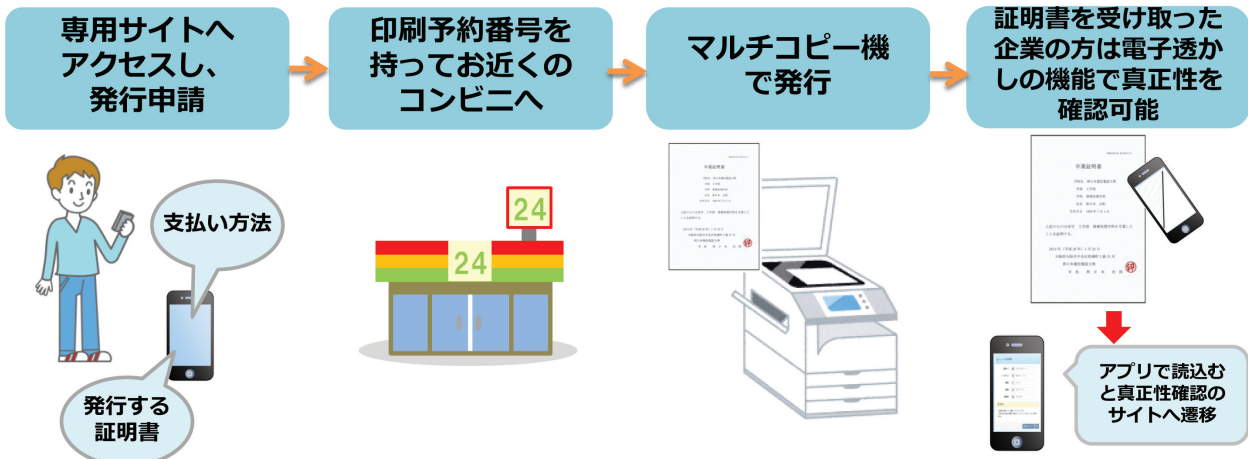 専用サイトへ
アクセスし、
発行申請
印刷予約番号を
持ってお近くの
コンビニへ
マルチコピー機
で発行
証明書を受け取った
企業の方は電子透か
しの機能で真正性を
確認可能
支払い方法
発行する
証明書
24
24
卒業証明書
卒業証明書
アプリで読込む
と真正性確認の
サイトへ遷移